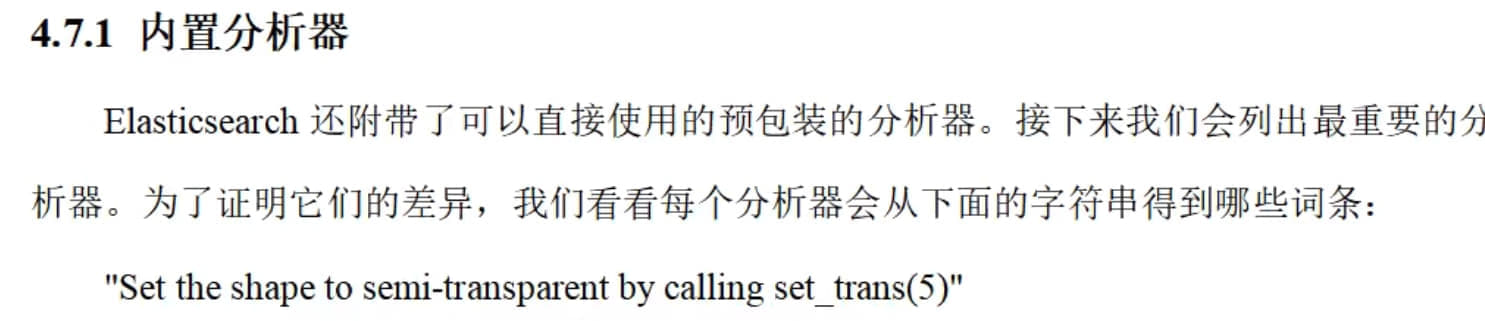 4.7.1 内置分析器
Elasticsearch 还附带了可以直接使用的预包装的分析器。接下来我们会列出最重要的分
析器。为了证明它们的差异，我们看看每个分析器会从下面的字符串得到哪些词条：
"Set the shape to semi-transparent by calling set_trans(5)"